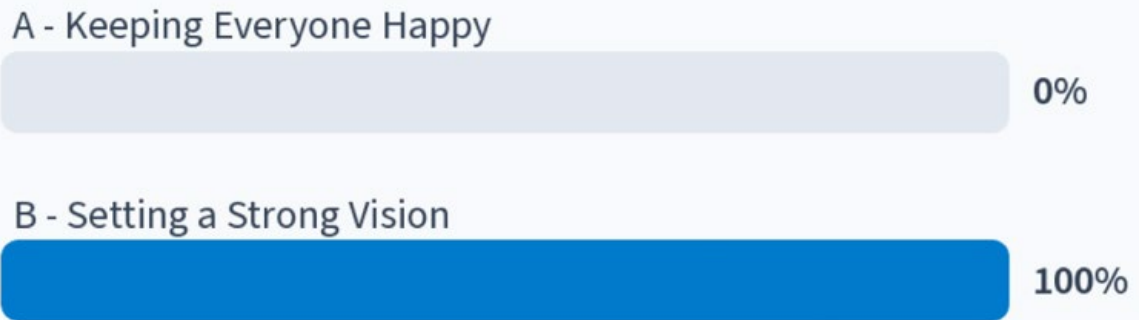 A - Keeping Everyone Happy
0%
B - Setting a Strong Vision
100%